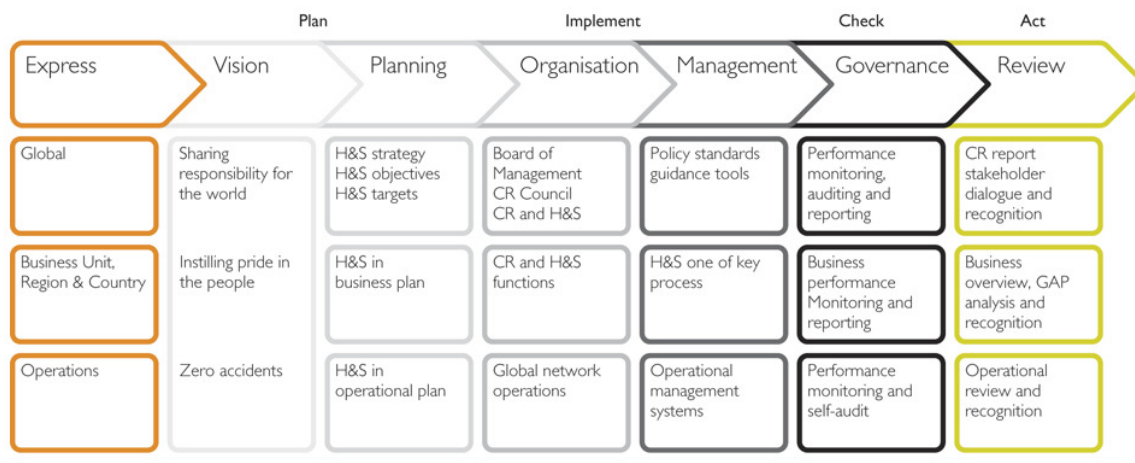 Plan
Implement
Check
Act
Express
Vision
Planning
Organisation
Management
Governance
Review
Global
Sharing
responsibility for
the world
H&S strategy
H&S objectives
H&S targets
Board of
Management
CR Council
CR and H&S
Policy standards
guidance tools
Performance
monitoring,
auditing and
reporting
CR report
stakeholder
dialogue and
recognition
Business Unit,
Region & Country
Instilling pride in
the people
H&S in
business plan
CR and H&S
functions
H&S one of key
process
Business
performance
Monitoring and
reporting
Business
overview, GAP
analysis and
recognition
Operations
Zero accidents
H&S in
operational plan
Global network
operations
Operational
management
systems
Performance
monitoring and
self-audit
Operational
review and
recognition